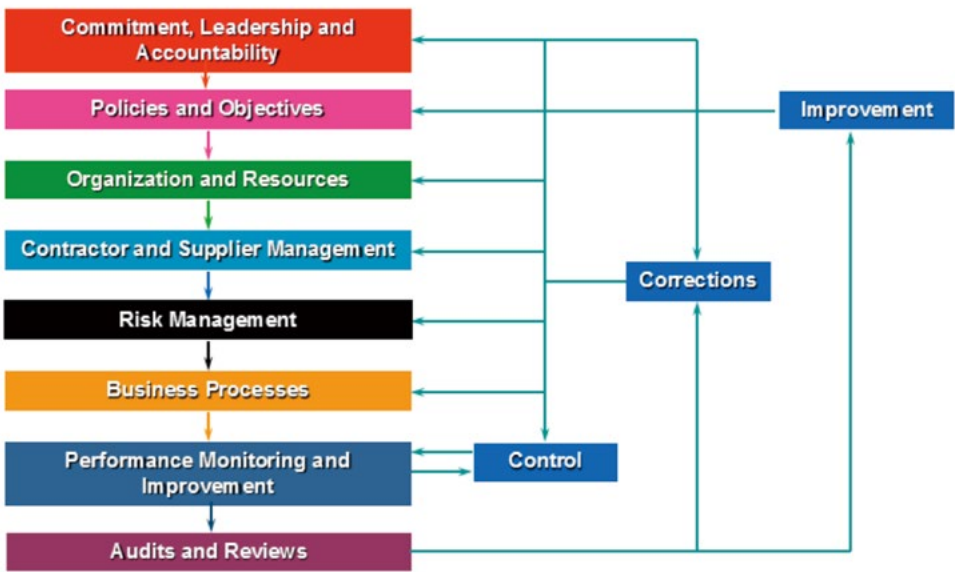 Commitment, Leadership and
Accountability
Policies and Objectives
Improvement
Organization and Resources
Contractor and Supplier Management
Corrections
Risk Management
Business Processes
Performance Monitoring and
Improvement
Control
Audits and Reviews